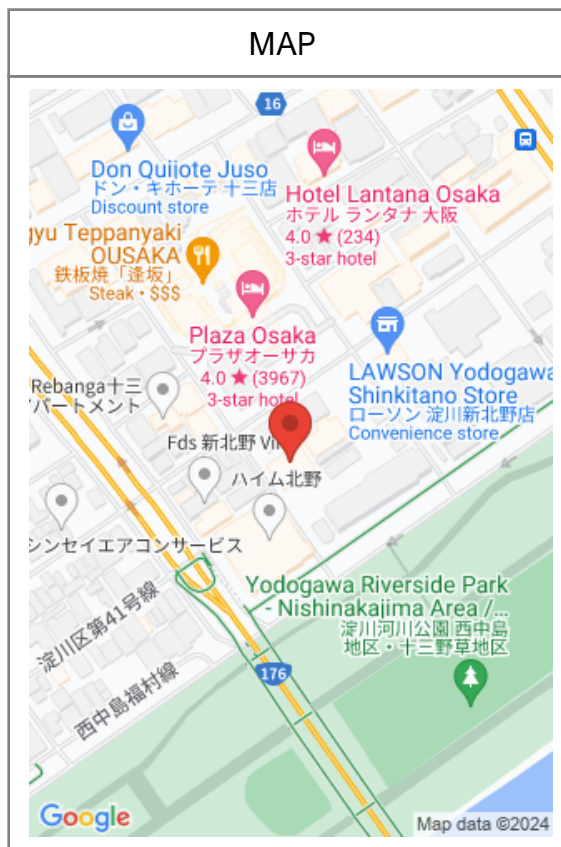 MAP
16
Don Quijote Juso
ドン・キホーテ 十三店
Discount store
Hotel Lantana Osaka
ホテル ランタナ 大阪
4.0 ★ (234)
3-star hotel
gyu Teppanyaki
OUSAKA
鉄板焼「逢坂」
Steak • $$$
Plaza Osaka
プラザオーサカ
4.0 ★ (3967)
3-star hotel
LAWSON Yodogawa
Shinkitano Store
ローソン 淀川新北野店
Convenience store
Rebanga十三
アパートメント
Fds 新北野 Vi
ハイム北野
シンセイエアコンサービス
Yodogawa Riverside Park
- Nishinakajima Area /...
淀川河川公園 西中島
地区・十三野草地区
淀川区第41号線
176
西中島福村線
Google
Map data ©2024